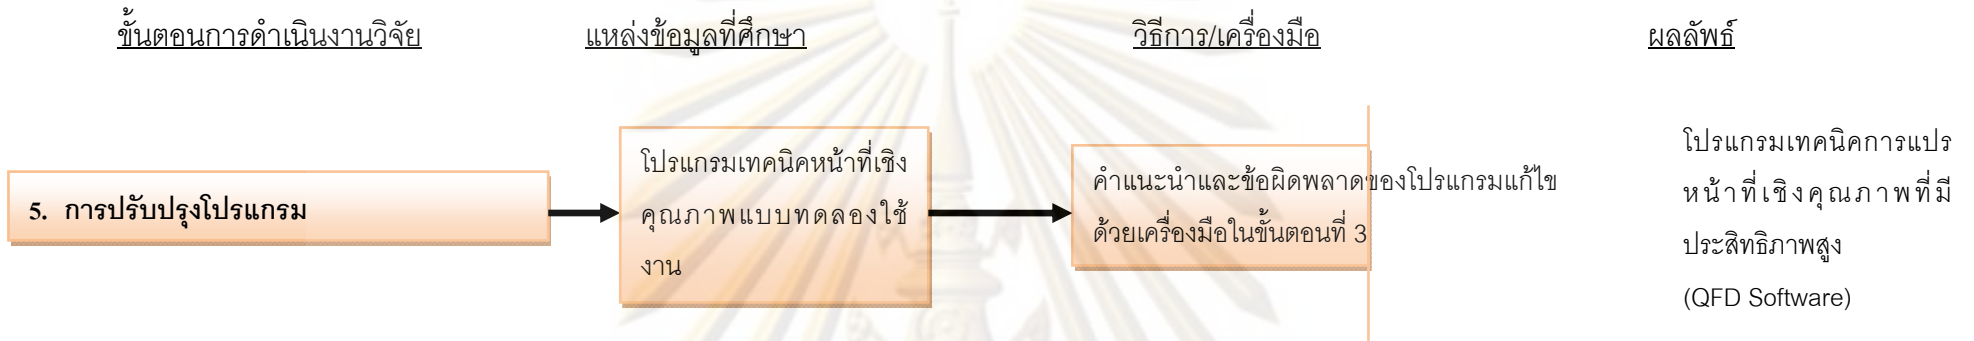 ขั้นตอนการดำเนินงานวิจัย
แหล่งข้อมูลที่ศึกษา
วิธีการ/เครื่องมือ
ผลลัพธ์
5. การปรับปรุงโปรแกรม
โปรแกรมเทคนิคหน้าที่เชิง
คุณภาพแบบทดลองใช้
งาน
คำแนะนำและข้อผิดพลาดของโปรแกรมแก้ไข
ด้วยเครื่องมือในขั้นตอนที่ 3
โปรแกรมเทคนิคการแปร
หน้าที่เชิงคุณภาพที่มี
ประสิทธิภาพสูง
(QFD Software)